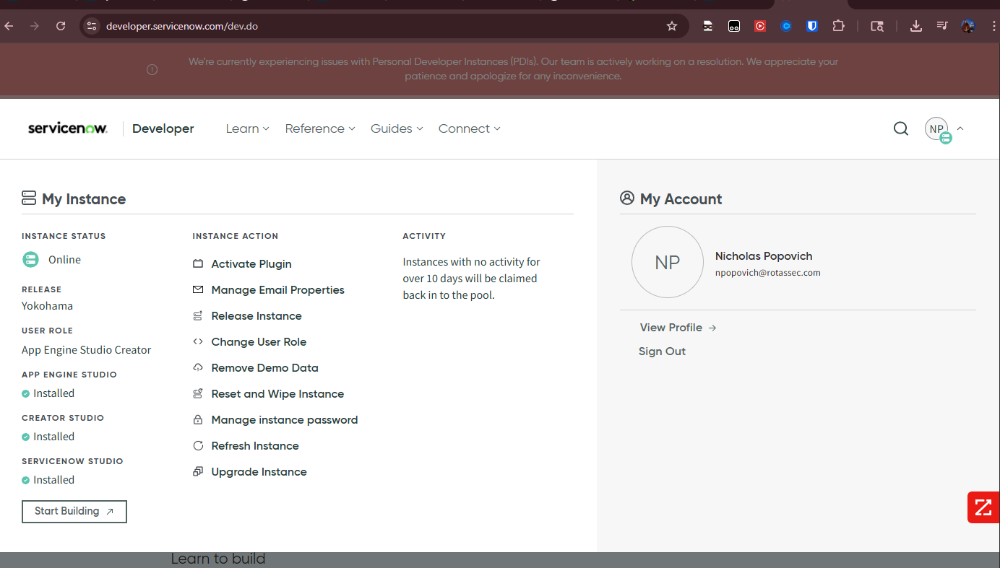 developer.servicenow.com/dev.do
We're currently experiencing issues with Personal Developer Instances (PDIs). Our team is actively working on a resolution. We appreciate your
patience and apologize for any inconvenience.
servicenow.
Developer
Learn
Reference
Guides
Connect
NP
My Instance
INSTANCE STATUS
Online
RELEASE
Yokohama
USER ROLE
App Engine Studio Creator
APP ENGINE STUDIO
Installed
CREATOR STUDIO
Installed
SERVICENOW STUDIO
Installed
Start Building
INSTANCE ACTION
Activate Plugin
Manage Email Properties
Release Instance
Change User Role
Remove Demo Data
Reset and Wipe Instance
Manage instance password
Refresh Instance
Upgrade Instance
ACTIVITY
Instances with no activity for
over 10 days will be claimed
back in to the pool.
My Account
NP
Nicholas Popovich
npopovich@rotassec.com
View Profile
Sign Out
Learn to build